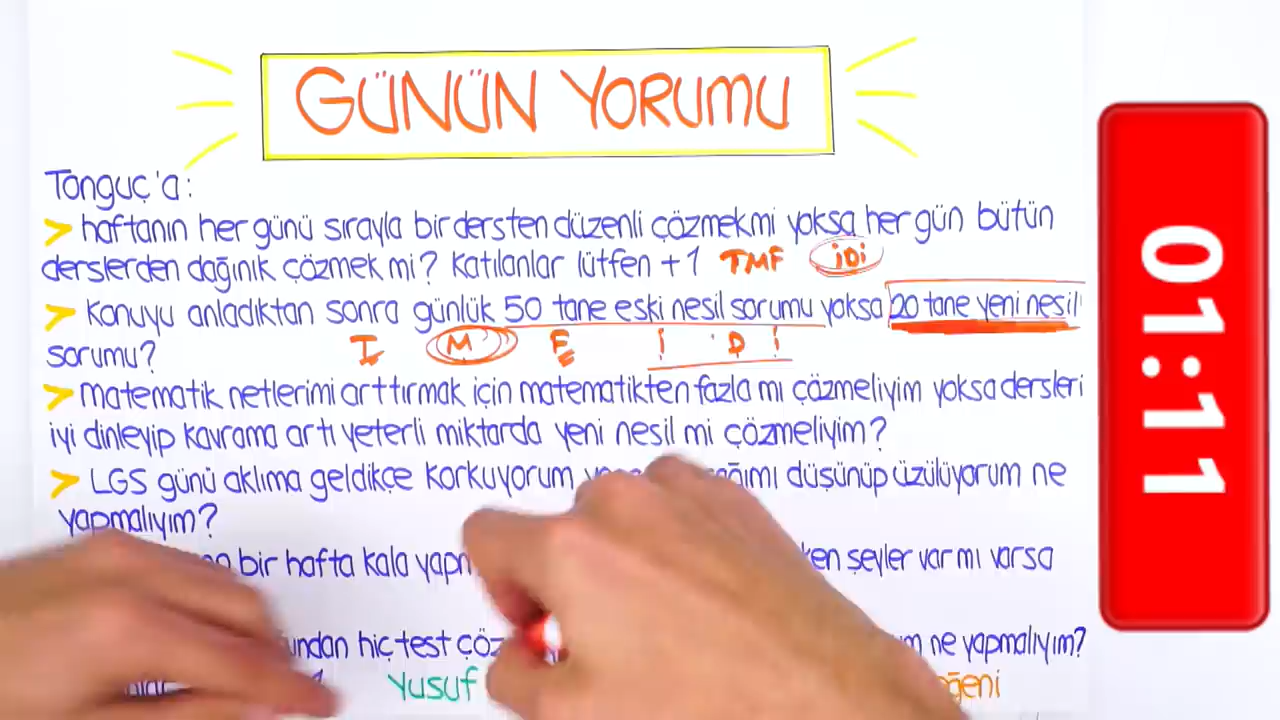 GÜNÜN YORUMU
Tonguç'a:
> haftanın her günü sırayla bir dersten düzenli çözmek mi yoksa her gün bütün
derslerden dağınık çözmek mi? Katılanlar lütfen +1 TMF İDİ
> Konuyu anladıktan sonra günlük 50 tane eski nesil sorumu yoksa 20 tane yeni nesil
sorumu?
T M F İ D İ
> Matematik netlerimi arttırmak için matematikten fazla mı çözmeliyim yoksa dersleri
iyi dinleyip kavrama artı yeterli miktarda yeni nesil mi çözmeliyim?
> LGS günü aklıma geldikçe korkuyorum düşünüp üzülüyorum ne
yapmalıyım?
bir hafta kala şeyler var mı varsa
hiç test ne yapmalıyım?
Yusuf
01:11